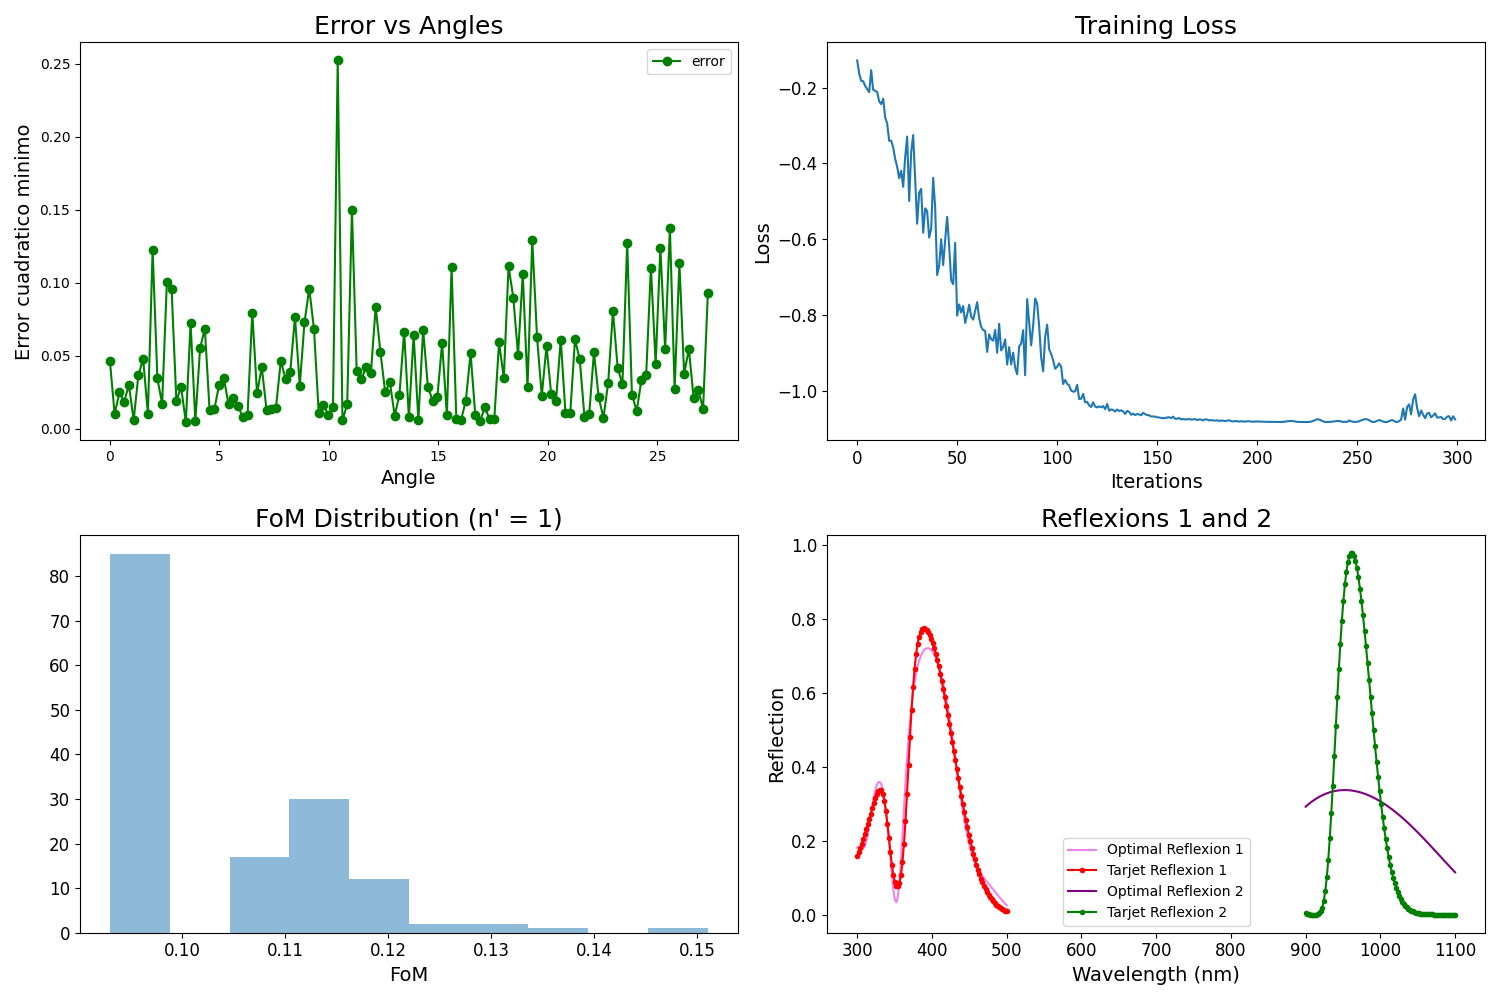 Error vs Angles
error
Error cuadratico minimo
0.25
0.20
0.15
0.10
0.05
0.00
0 5 10 15 20 25
Angle
Training Loss
Loss
−0.2
−0.4
−0.6
−0.8
−1.0
0 50 100 150 200 250 300
Iterations
FoM Distribution (n' = 1)
80
70
60
50
40
30
20
10
0
0.10 0.11 0.12 0.13 0.14 0.15
FoM
Reflexions 1 and 2
Reflection
1.0
0.8
0.6
0.4
0.2
0.0
Optimal Reflexion 1
Tarjet Reflexion 1
Optimal Reflexion 2
Tarjet Reflexion 2
300 400 500 600 700 800 900 1000 1100
Wavelength (nm)